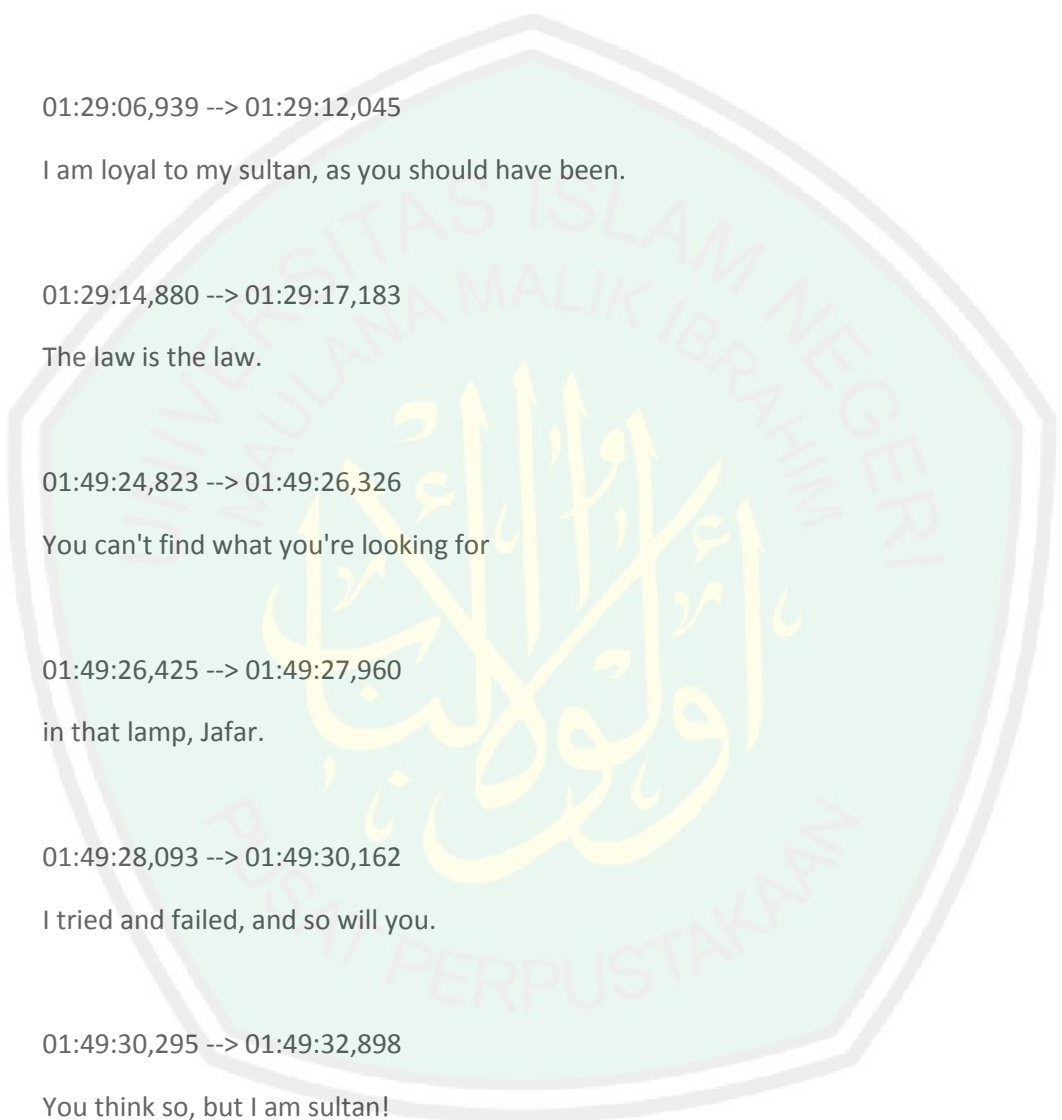 01:29:06,939 --> 01:29:12,045
I am loyal to my sultan, as you should have been.
01:29:14,880 --> 01:29:17,183
The law is the law.
01:49:24,823 --> 01:49:26,326
You can't find what you're looking for
01:49:26,425 --> 01:49:27,960
in that lamp, Jafar.
01:49:28,093 --> 01:49:30,162
I tried and failed, and so will you.
01:49:30,295 --> 01:49:32,898
You think so, but I am sultan!
UNIVERSITAS ISLAM NEGERI
MAULANA MALIK IBRAHIM
PUSAT PERPUSTAKAAN